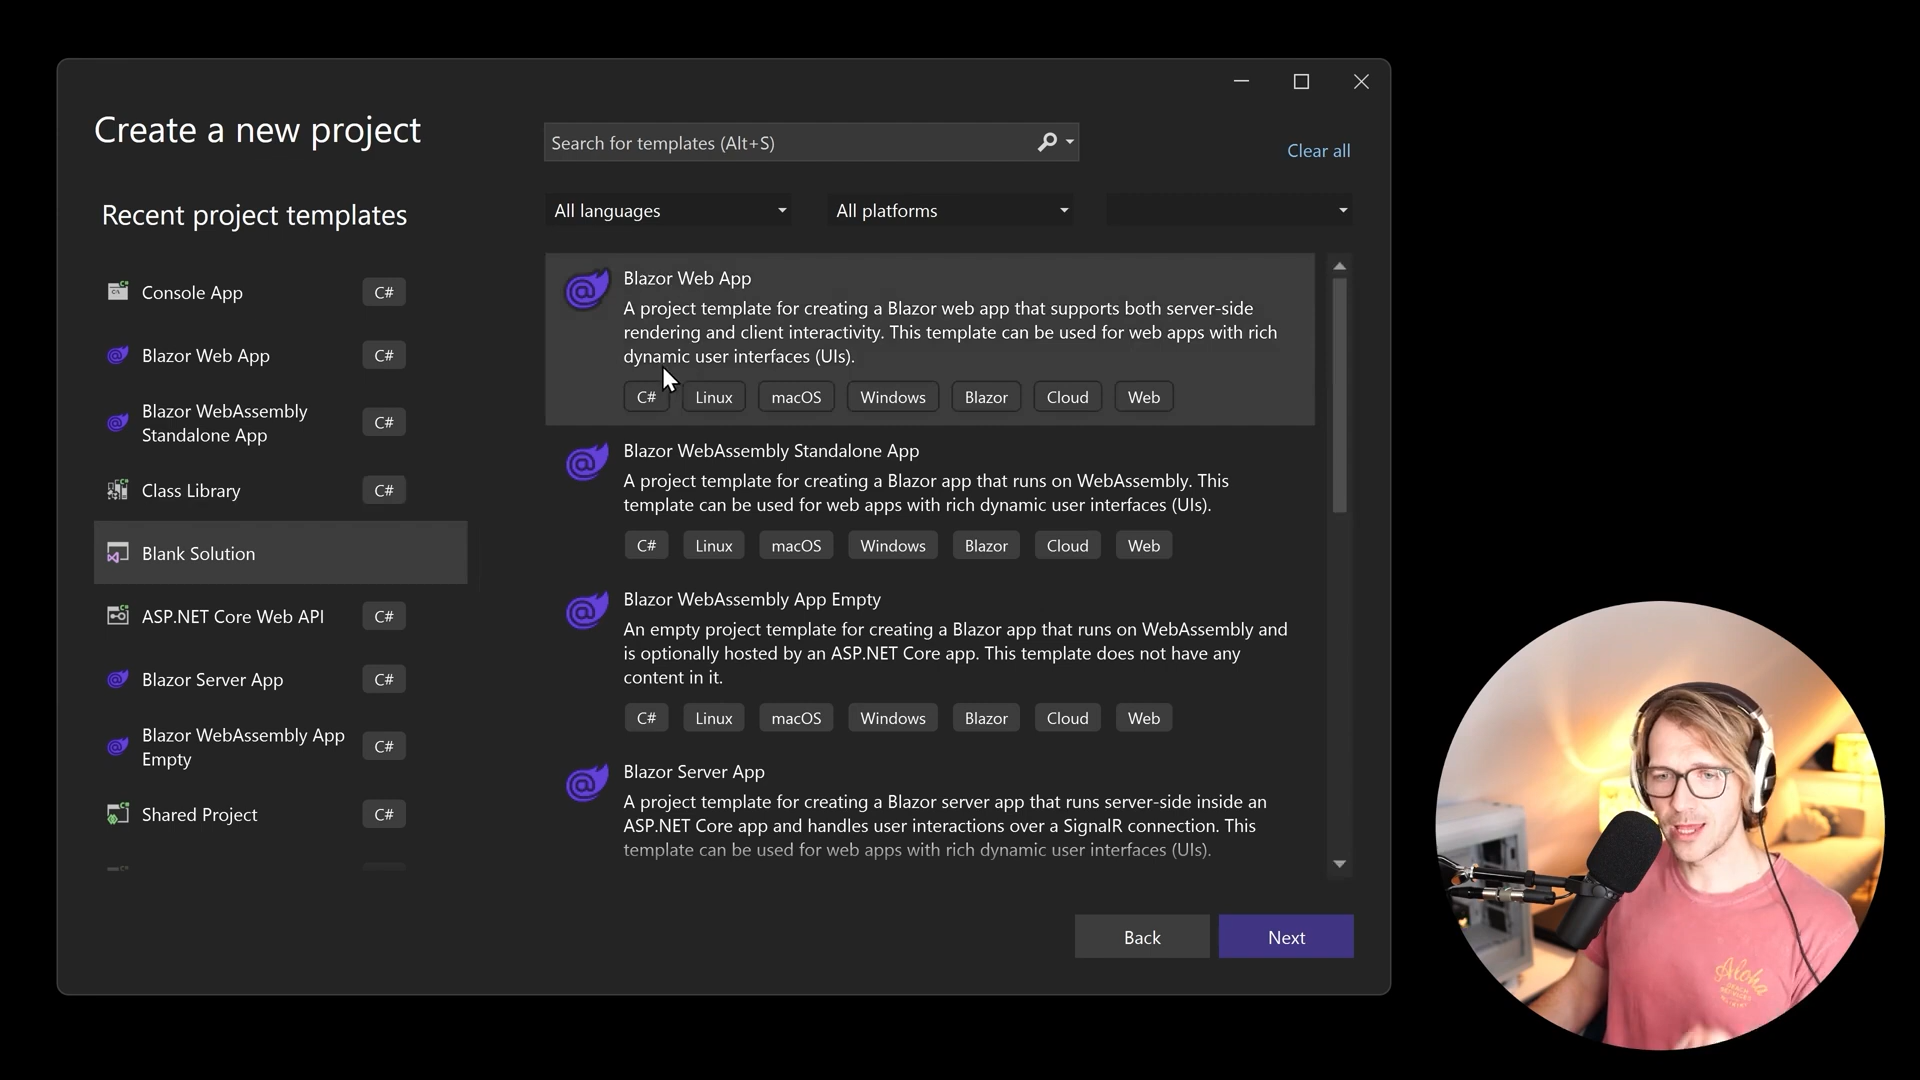 Create a new project
Search for templates (Alt+S)
Clear all
Recent project templates
All languages
All platforms
Console App
C#
Blazor Web App
C#
Blazor WebAssembly
Standalone App
C#
Class Library
C#
Blank Solution
ASP.NET Core Web API
C#
Blazor Server App
C#
Blazor WebAssembly App
Empty
C#
Shared Project
C#
Blazor Web App
A project template for creating a Blazor web app that supports both server-side
rendering and client interactivity. This template can be used for web apps with rich
dynamic user interfaces (UIs).
C# Linux macOS Windows Blazor Cloud Web
Blazor WebAssembly Standalone App
A project template for creating a Blazor app that runs on WebAssembly. This
template can be used for web apps with rich dynamic user interfaces (UIs).
C# Linux macOS Windows Blazor Cloud Web
Blazor WebAssembly App Empty
An empty project template for creating a Blazor app that runs on WebAssembly and
is optionally hosted by an ASP.NET Core app. This template does not have any
content in it.
C# Linux macOS Windows Blazor Cloud Web
Blazor Server App
A project template for creating a Blazor server app that runs server-side inside an
ASP.NET Core app and handles user interactions over a SignalR connection. This
template can be used for web apps with rich dynamic user interfaces (UIs).
Back
Next
Aloha